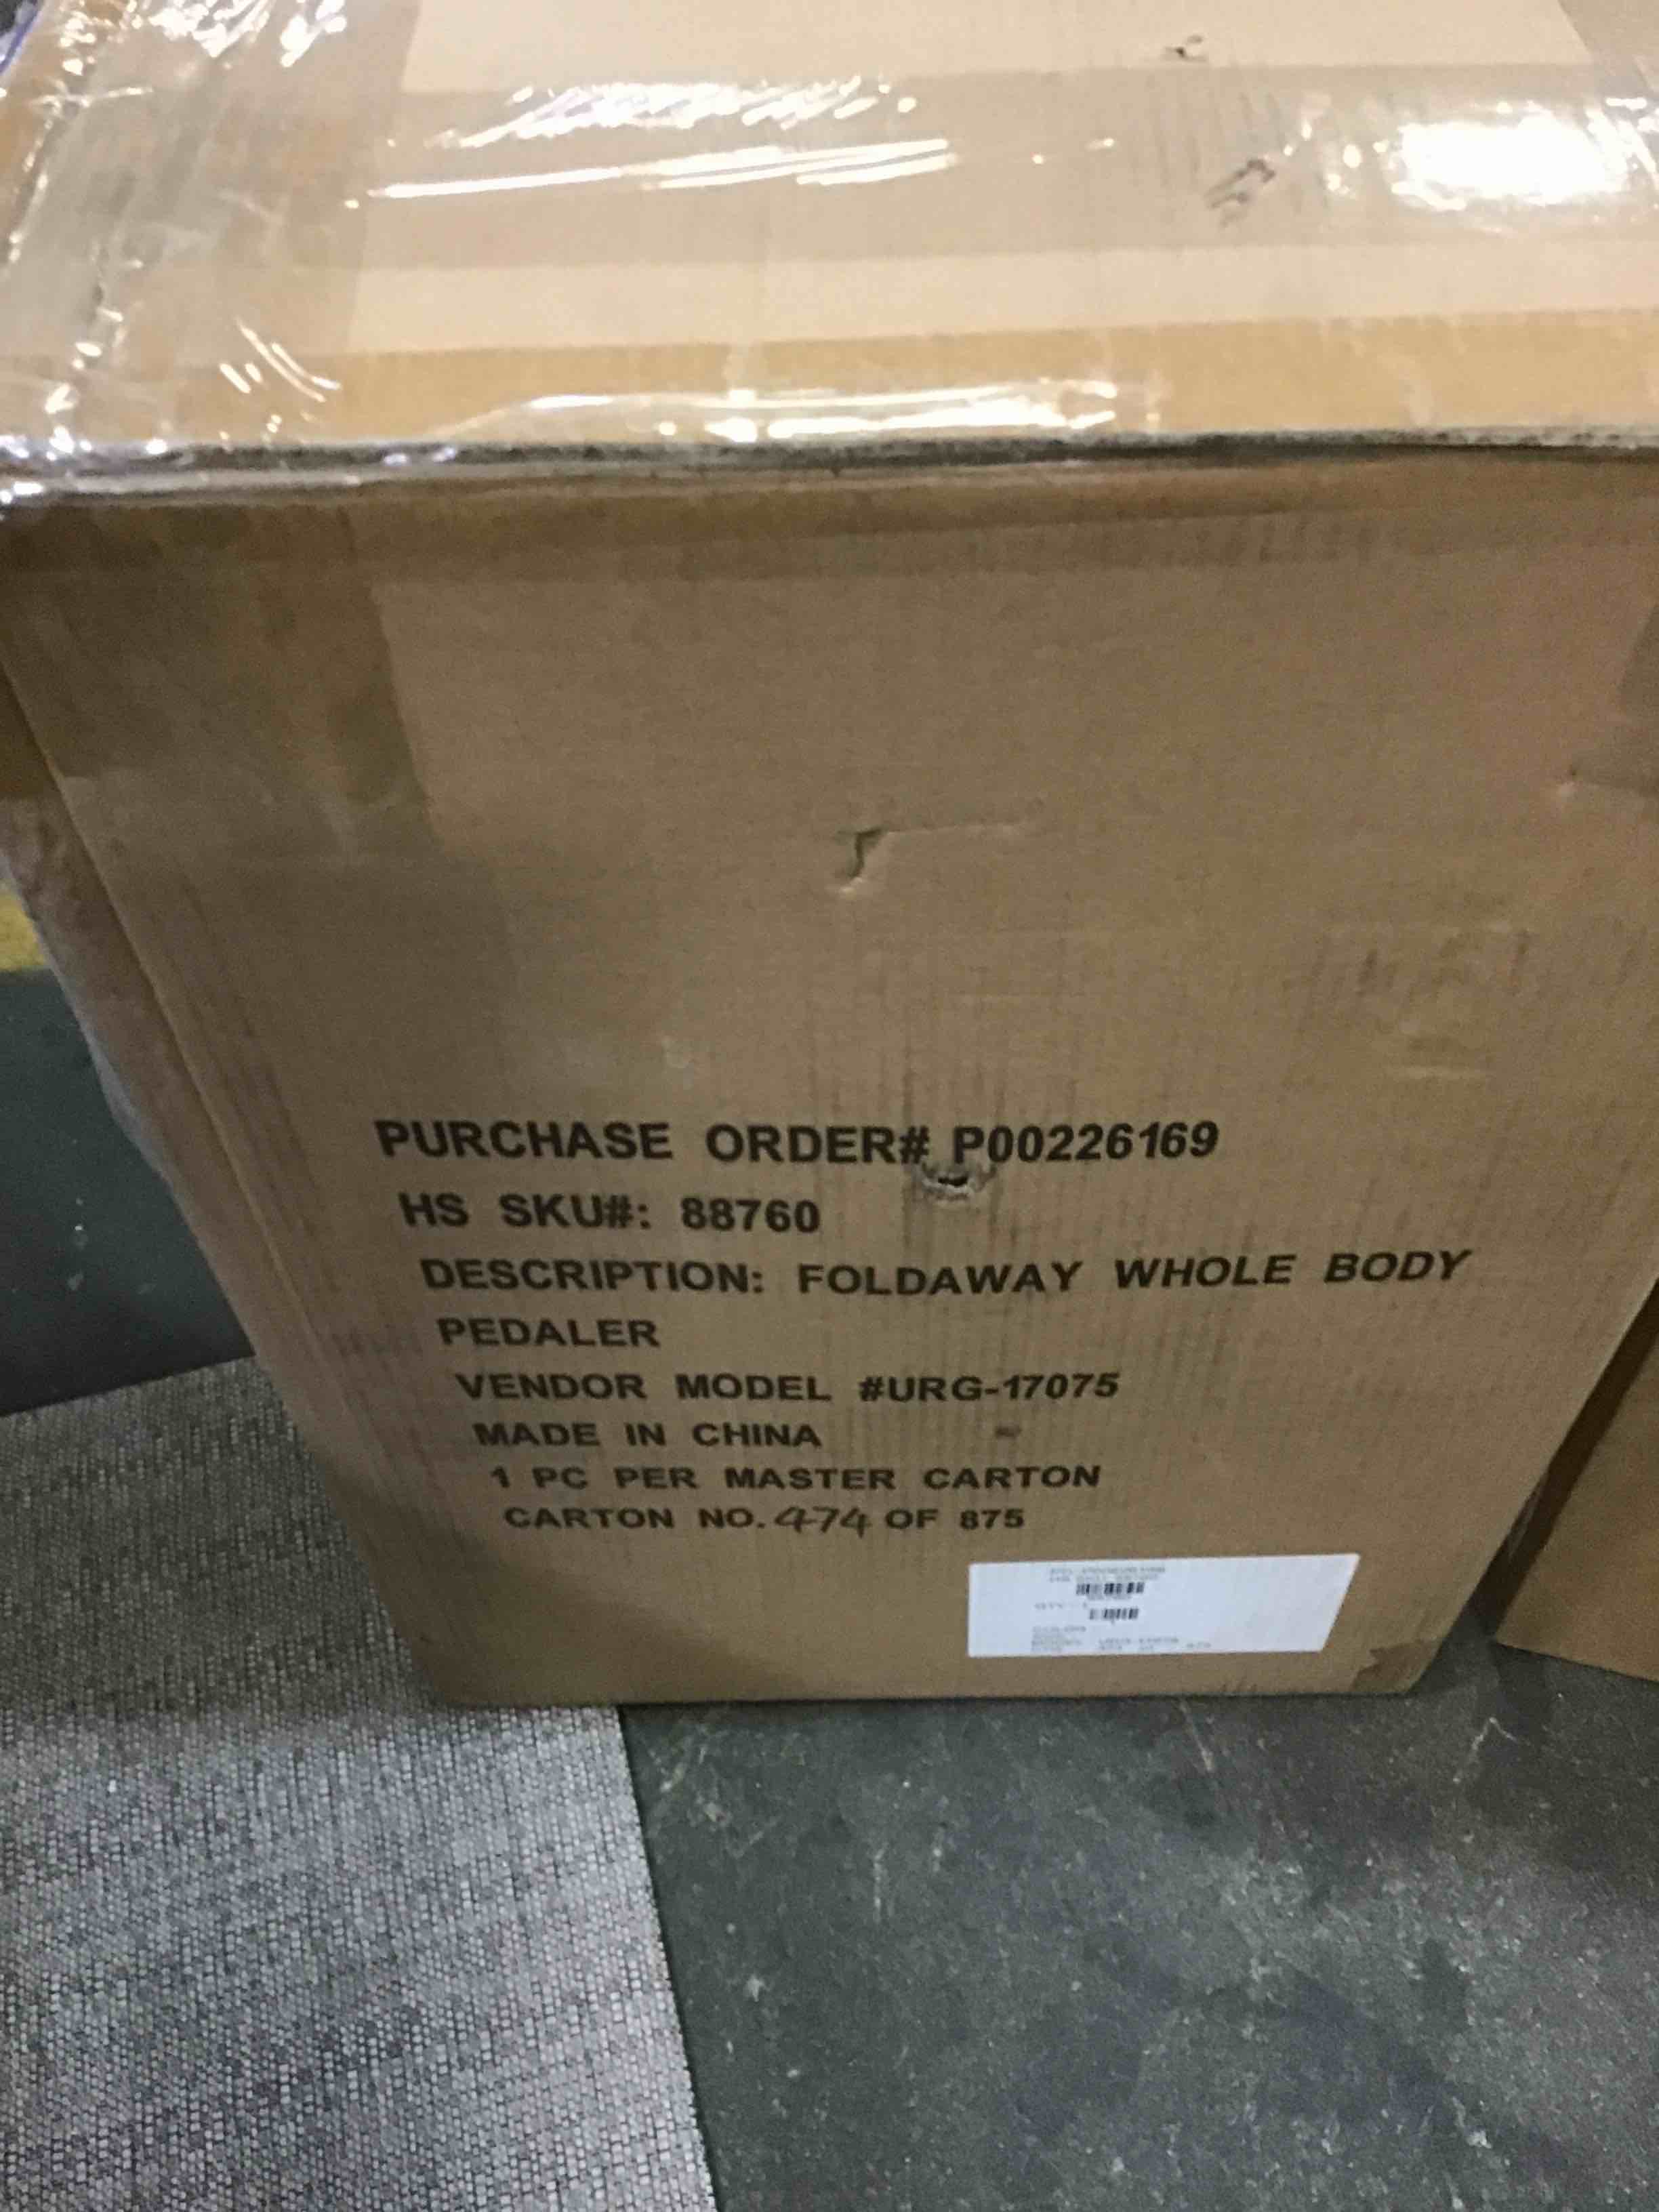 PURCHASE ORDER# P00226169
HS SKU#: 88760
DESCRIPTION: FOLDAWAY WHOLE BODY
PEDALER
VENDOR MODEL #URG-17075
MADE IN CHINA
1 PC PER MASTER CARTON
CARTON NO. 474 OF 875